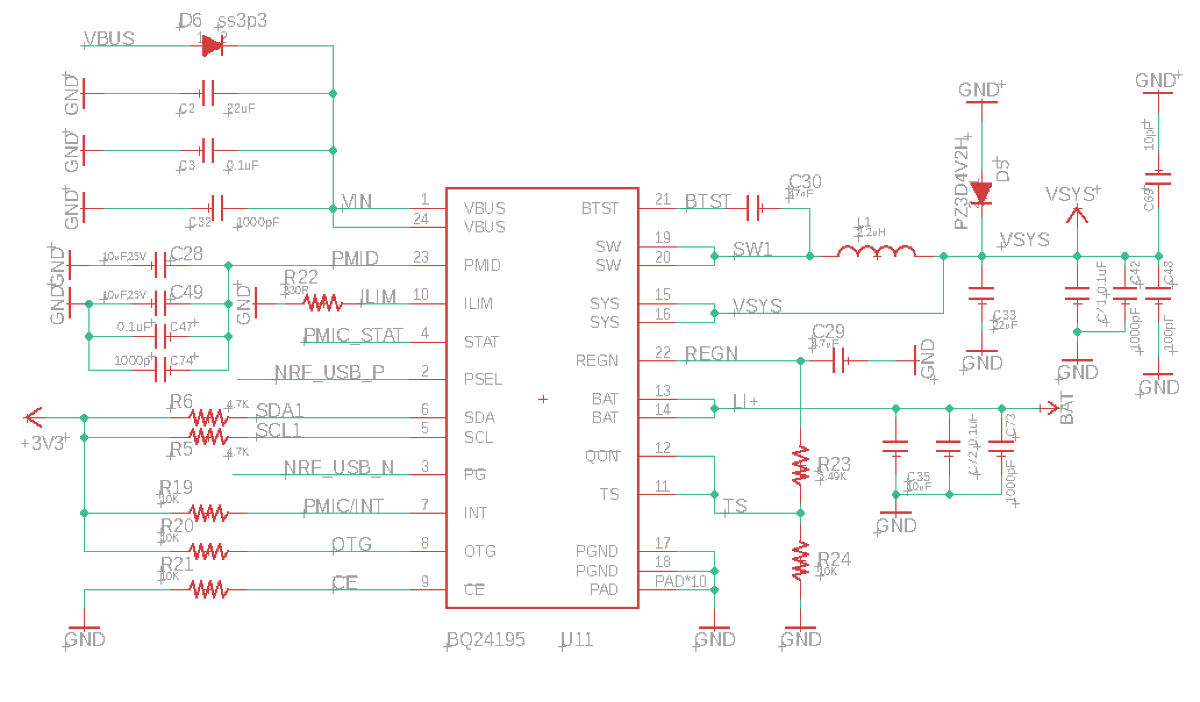 D6 ss3p3
VBUS 1 2
GND
C2 22uF
GND
C3 0.1uF
GND
C32 1000pF
VIN
GND 10uF,25V C28 PMID
GND 10uF,25V C49
0.1uF C47
1000p C74
GND R22 330R ILIM
PMIC_STAT
NRF_USB_P
R6 4.7K SDA1
+3V3
R5 4.7K SCL1
NRF_USB_N
R19 10K PMIC/INT
R20 10K OTG
R21 10K CE
GND
1 VBUS
24 VBUS
23 PMID
10 ILIM
4 STAT
2 PSEL
6 SDA
5 SCL
3 PG
7 INT
8 OTG
9 CE
BQ24195 U11
BTST 21
SW 19
SW 20
SYS 15
SYS 16
REGN 22
BAT 13
BAT 14
QON 12
TS 11
PGND 17
PGND 18
PAD PAD*10
BTST C30
SW1
L1 2.2uH
VSYS
REGN C29 4.7uF GND
LI+
BAT
R23 5.49K
TS
R24 10K
GND
GND
GND
PZ3D4V2H D5
VSYS
VSYS
C33 22uF
GND
0.1uF
C42 1000pF
GND
GND
10pF
C69
C48 100pF
GND
C35 10uF
0.1uF
C73 1000pF
GND